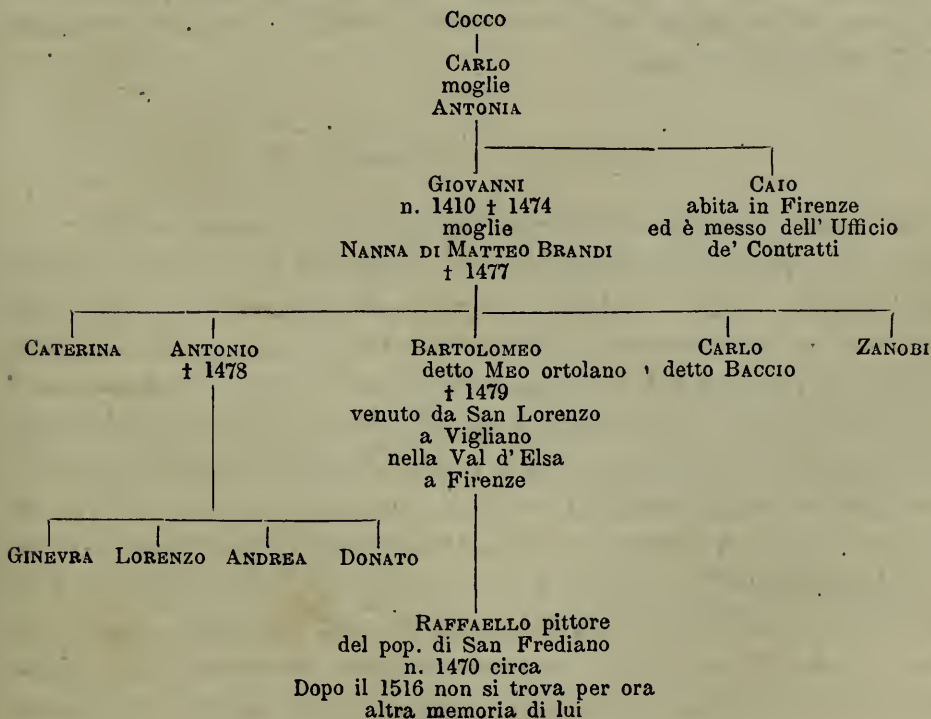 COCCO
CARLO
moglie
ANTONIA
GIOVANNI
n. 1410 † 1474
moglie
NANNA DI MATTEO BRANDI
† 1477
CAIO
abita in Firenze
ed è messo dell' Ufficio
de' Contratti
CATERINA
ANTONIO
† 1478
BARTOLOMEO
detto MEO ortolano
† 1479
venuto da San Lorenzo
a Vigliano
nella Val d' Elsa
a Firenze
CARLO
detto BACCIO
ZANOBI
GINEVRA LORENZO ANDREA DONATO
RAFFAELLO pittore
del pop. di San Frediano
n. 1470 circa
Dopo il 1516 non si trova per ora
altra memoria di lui